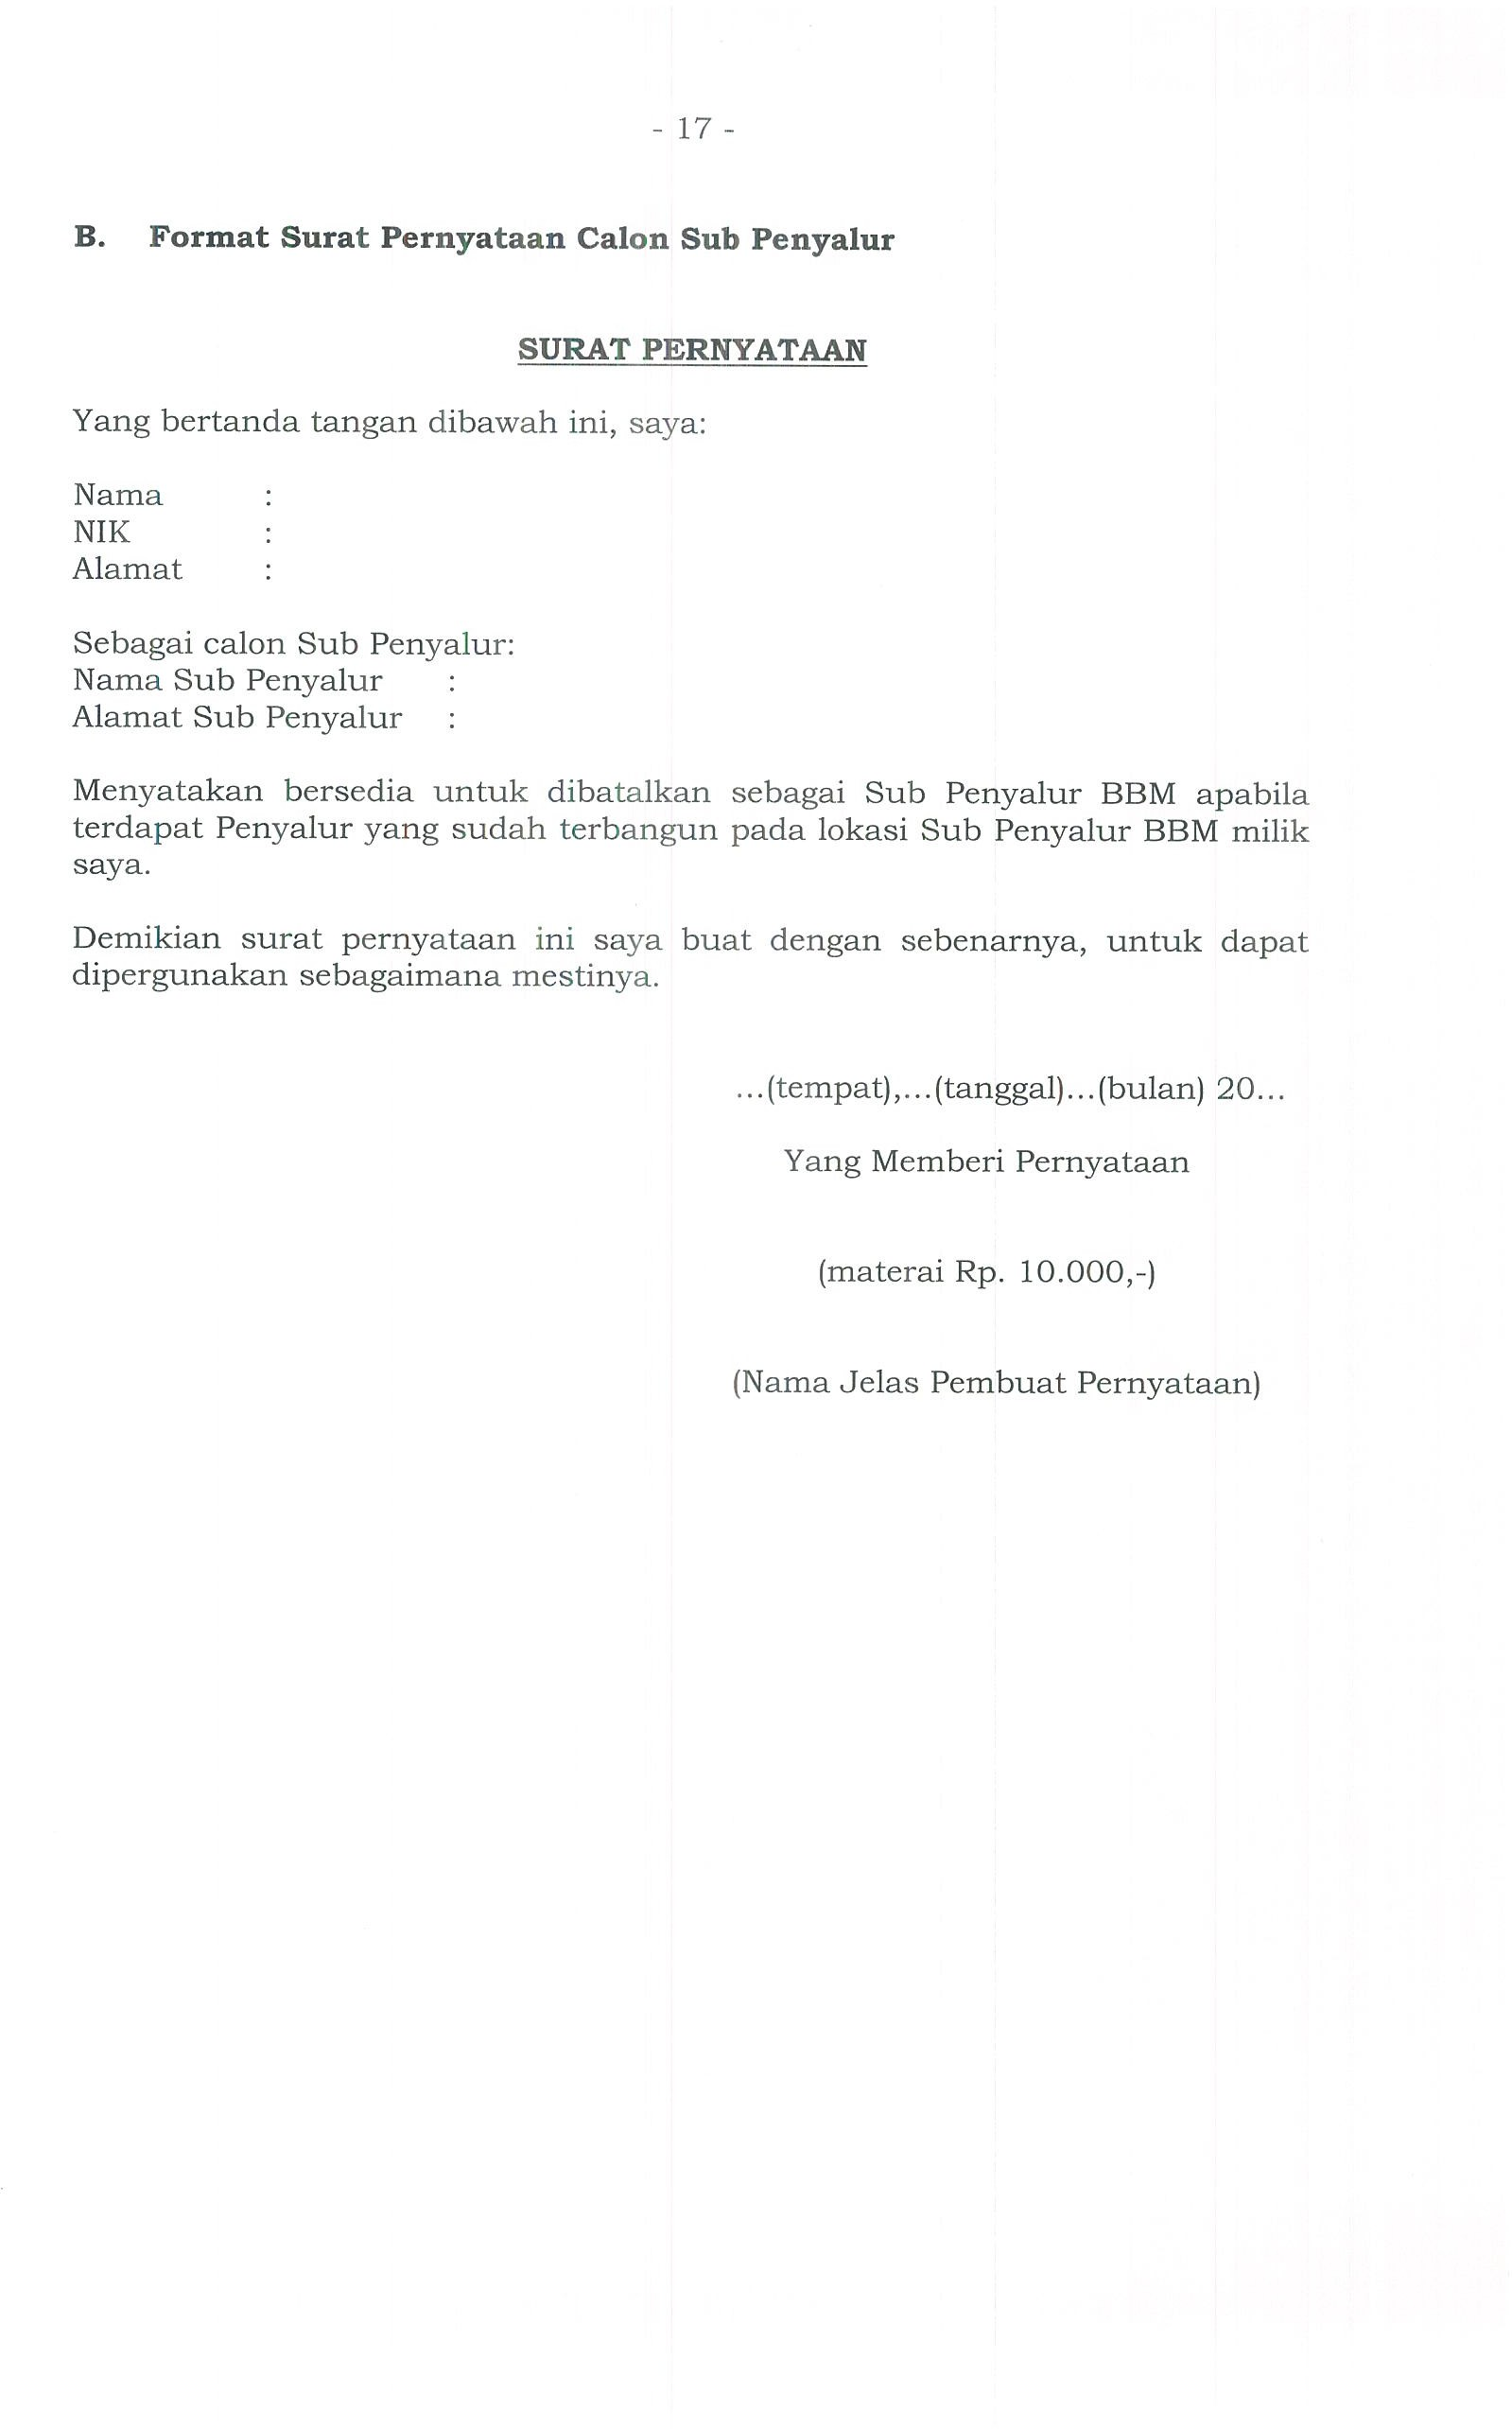 - 17 -
B. Format Surat Pernyataan Calon Sub Penyalur
SURAT PERNYATAAN
Yang bertanda tangan dibawah ini, saya:
Nama :
NIK :
Alamat :
Sebagai calon Sub Penyalur:
Nama Sub Penyalur :
Alamat Sub Penyalur :
Menyatakan bersedia untuk dibatalkan sebagai Sub Penyalur BBM apabila
terdapat Penyalur yang sudah terbangun pada lokasi Sub Penyalur BBM milik
saya.
Demikian surat pernyataan ini saya buat dengan sebenarnya, untuk dapat
dipergunakan sebagaimana mestinya.
...(tempat),...(tanggal)...(bulan) 20...
Yang Memberi Pernyataan
(materai Rp. 10.000,-)
(Nama Jelas Pembuat Pernyataan)